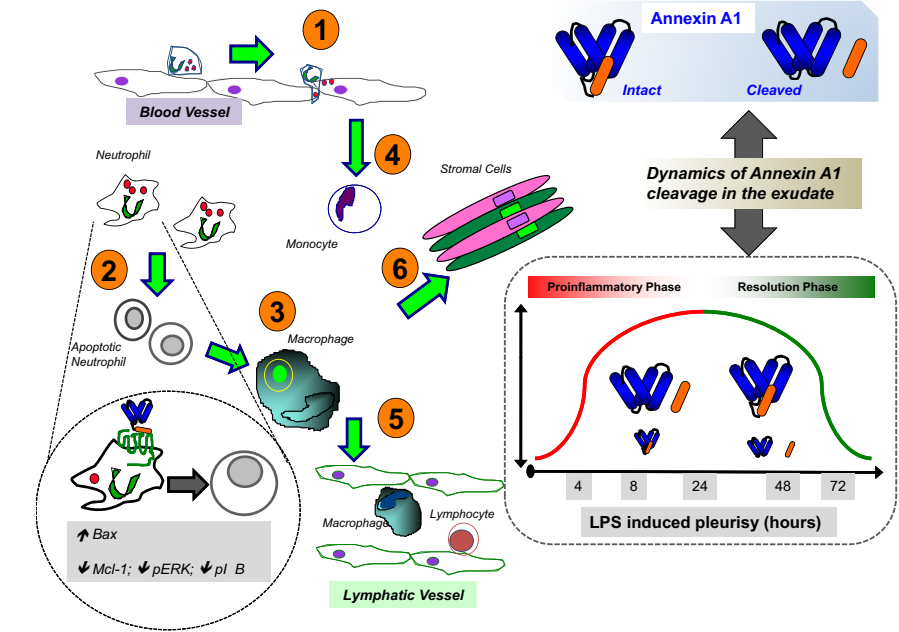 1
Annexin A1
Intact
Cleaved
Blood Vessel
4
Neutrophil
Stromal Cells
Dynamics of Annexin A1
cleavage in the exudate
Monocyte
2
6
3
Macrophage
Apoptotic
Neutrophil
Proinflammatory Phase
Resolution Phase
5
Macrophage
Lymphocyte
4
8
24
48
72
LPS induced pleurisy (hours)
Bax
Mcl-1; pERK; pI B
Lymphatic Vessel